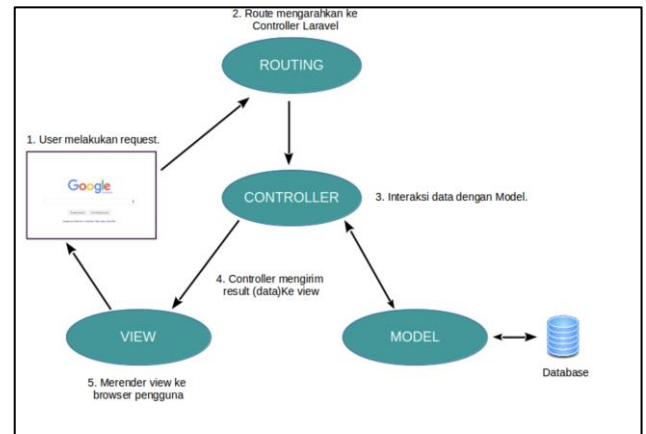 2. Route mengarahkan ke
Controller Laravel
ROUTING
1. User melakukan request.
Google
CONTROLLER
3. Interaksi data dengan Model.
4. Controller mengirim
result (data)Ke view
VIEW
MODEL
Database
5. Merender view ke
browser pengguna